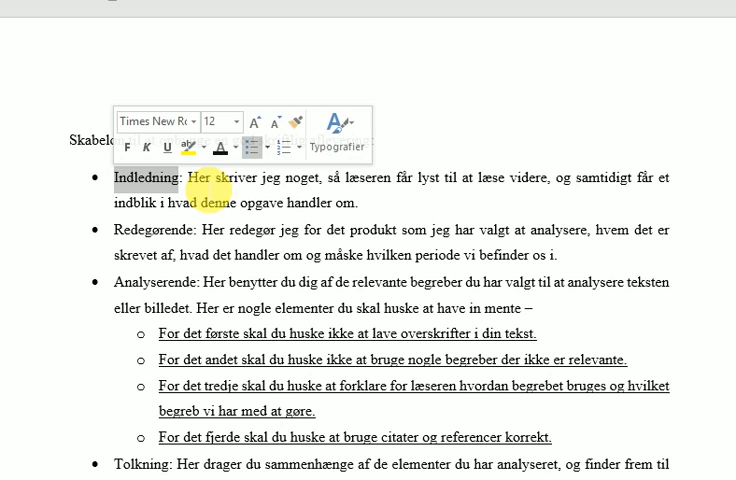 Times New Ro 12
F K U ab A Typografier
Skabelon til at
• Indledning: Her skriver jeg noget, så læseren får lyst til at læse videre, og samtidigt får et
indblik i hvad denne opgave handler om.
• Redegørende: Her redegør jeg for det produkt som jeg har valgt at analysere, hvem det er
skrevet af, hvad det handler om og måske hvilken periode vi befinder os i.
• Analyserende: Her benytter du dig af de relevante begreber du har valgt til at analysere teksten
eller billedet. Her er nogle elementer du skal huske at have in mente –
o For det første skal du huske ikke at lave overskrifter i din tekst.
o For det andet skal du huske ikke at bruge nogle begreber der ikke er relevante.
o For det tredje skal du huske at forklare for læseren hvordan begrebet bruges og hvilket
begreb vi har med at gøre.
o For det fjerde skal du huske at bruge citater og referencer korrekt.
• Tolkning: Her drager du sammenhænge af de elementer du har analyseret, og finder frem til